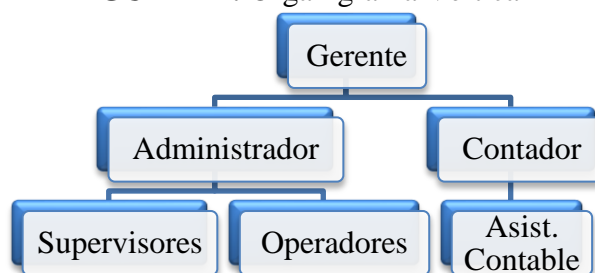 Gerente
Administrador
Contador
Supervisores
Operadores
Asist.
Contable